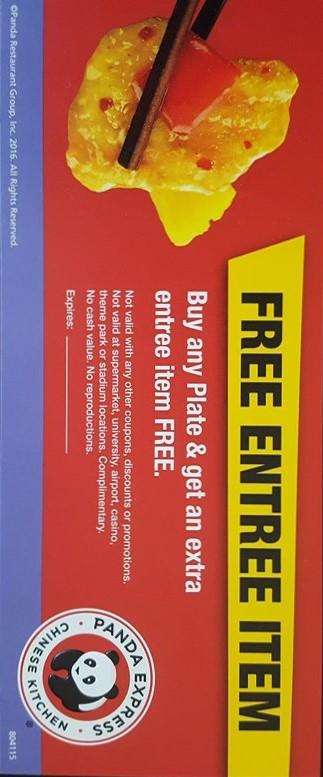 FREE ENTREE ITEM
Buy any Plate & get an extra
entree item FREE.
Not valid with any other coupons, discounts or promotions.
Not valid at supermarket, university, airport, casino,
theme park or stadium locations. Complimentary.
No cash value. No reproductions.
Expires:
PANDA EXPRESS
CHINESE KITCHEN
®
©Panda Restaurant Group, Inc. 2016. All Rights Reserved.
804115